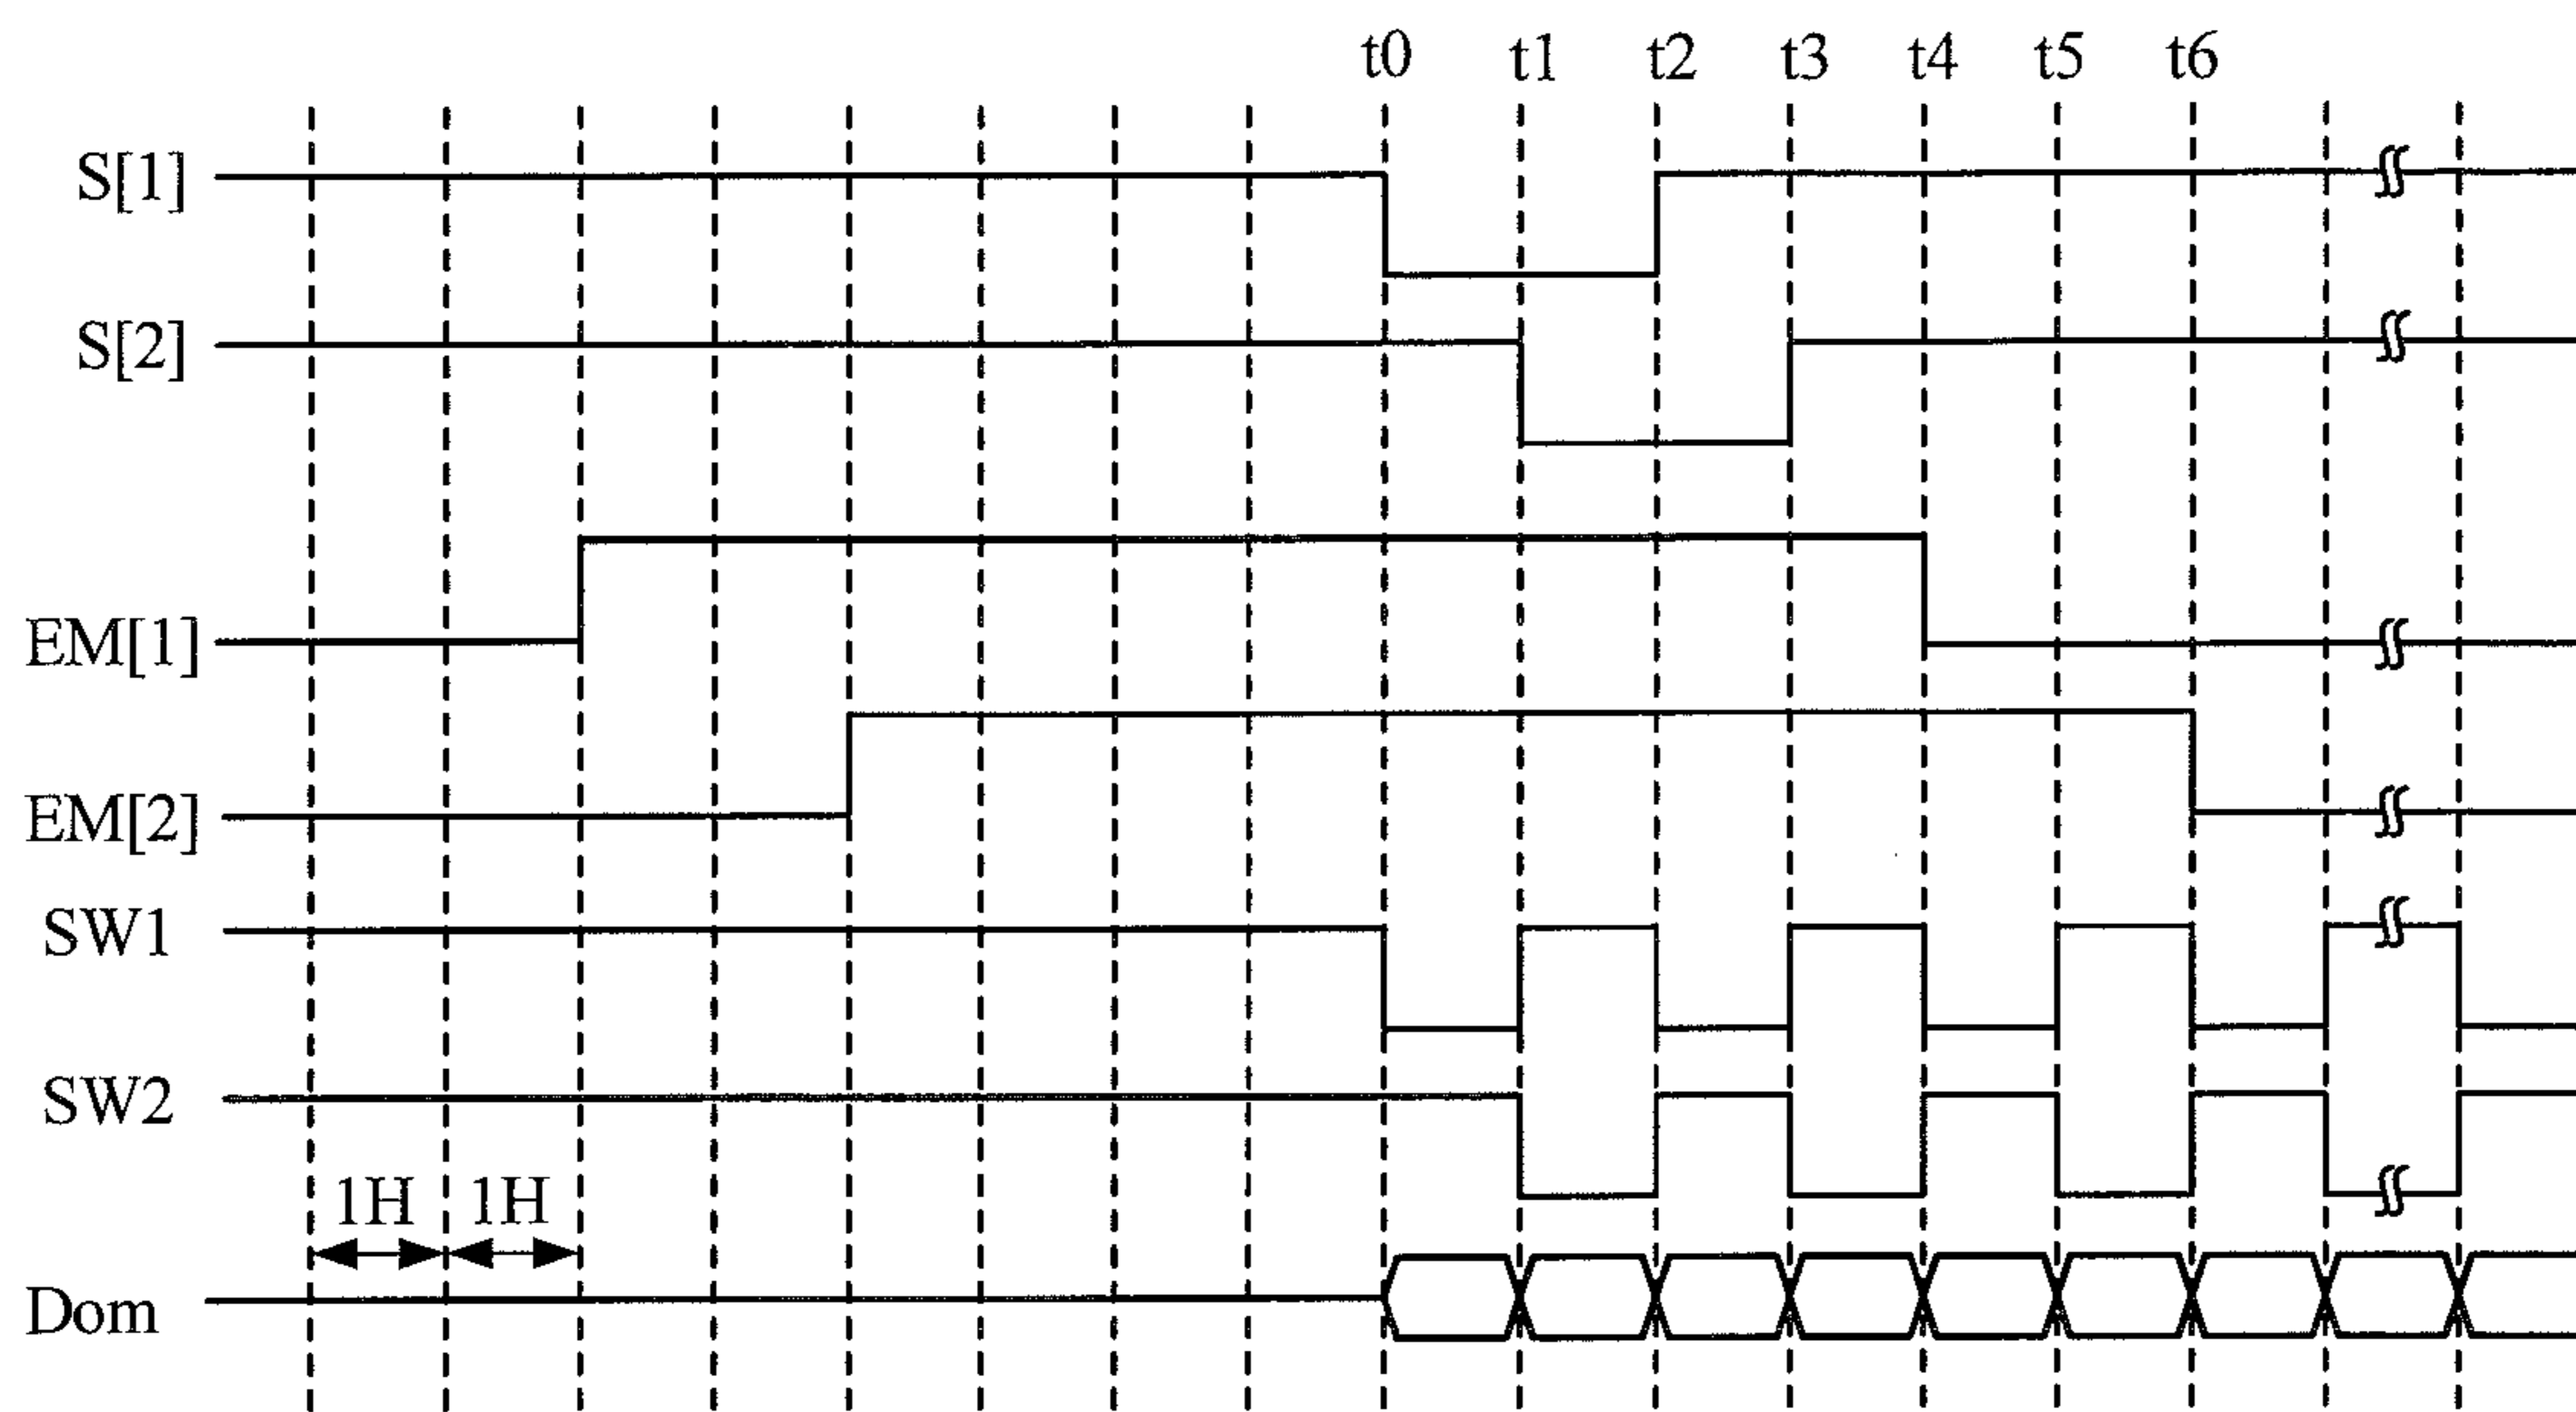 t0 t1 t2 t3 t4 t5 t6
S[1]
S[2]
EM[1]
EM[2]
SW1
SW2
1H 1H
Dom